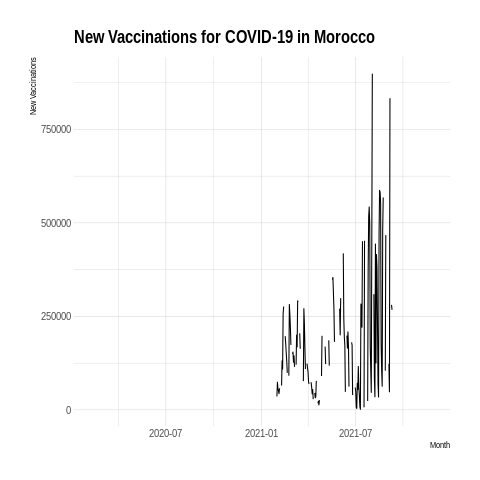 New Vaccinations for COVID-19 in Morocco
New Vaccinations
750000
500000
250000
0
2020-07
2021-01
2021-07
Month